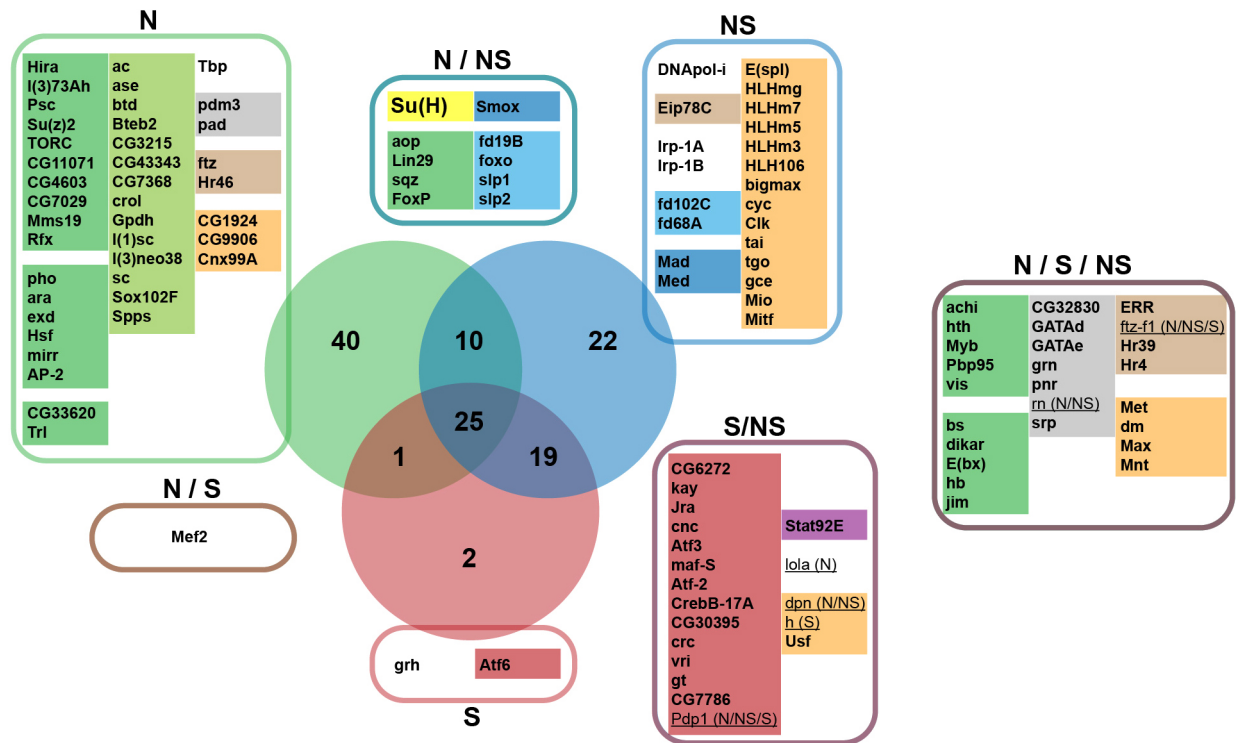 N
Hira
l(3)73Ah
Psc
Su(z)2
TORC
CG11071
CG4603
CG7029
Mms19
Rfx
pho
ara
exd
Hsf
mirr
AP-2
CG33620
Trl
ac
ase
btd
Bteb2
CG3215
CG43343
CG7368
crol
Gpdh
l(1)sc
l(3)neo38
sc
Sox102F
Spps
Tbp
pdm3
pad
ftz
Hr46
CG1924
CG9906
Cnx99A
N / NS
Su(H)
Smox
aop
Lin29
sqz
FoxP
fd19B
foxo
slp1
slp2
NS
DNApol-i
Eip78C
Irp-1A
Irp-1B
fd102C
fd68A
Mad
Med
E(spl)
HLHmg
HLHm7
HLHm5
HLHm3
HLH106
bigmax
cyc
Clk
tai
tgo
gce
Mio
Mitf
40
10
22
25
1
19
2
N / S
Mef2
S/NS
CG6272
kay
Jra
cnc
Atf3
maf-S
Atf-2
CrebB-17A
CG30395
crc
vri
gt
CG7786
Pdp1 (N/NS/S)
Stat92E
lola (N)
dpn (N/NS)
h (S)
Usf
grh
Atf6
S
N / S / NS
achi
hth
Myb
Pbp95
vis
bs
dikar
E(bx)
hb
jim
CG32830
GATAd
GATAe
grn
pnr
rn (N/NS)
srp
ERR
ftz-f1 (N/NS/S)
Hr39
Hr4
Met
dm
Max
Mnt